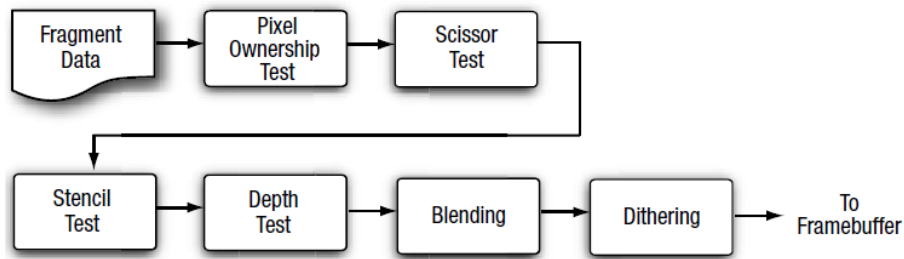 Fragment
Data
Pixel
Ownership
Test
Scissor
Test
Stencil
Test
Depth
Test
Blending
Dithering
To
Framebuffer